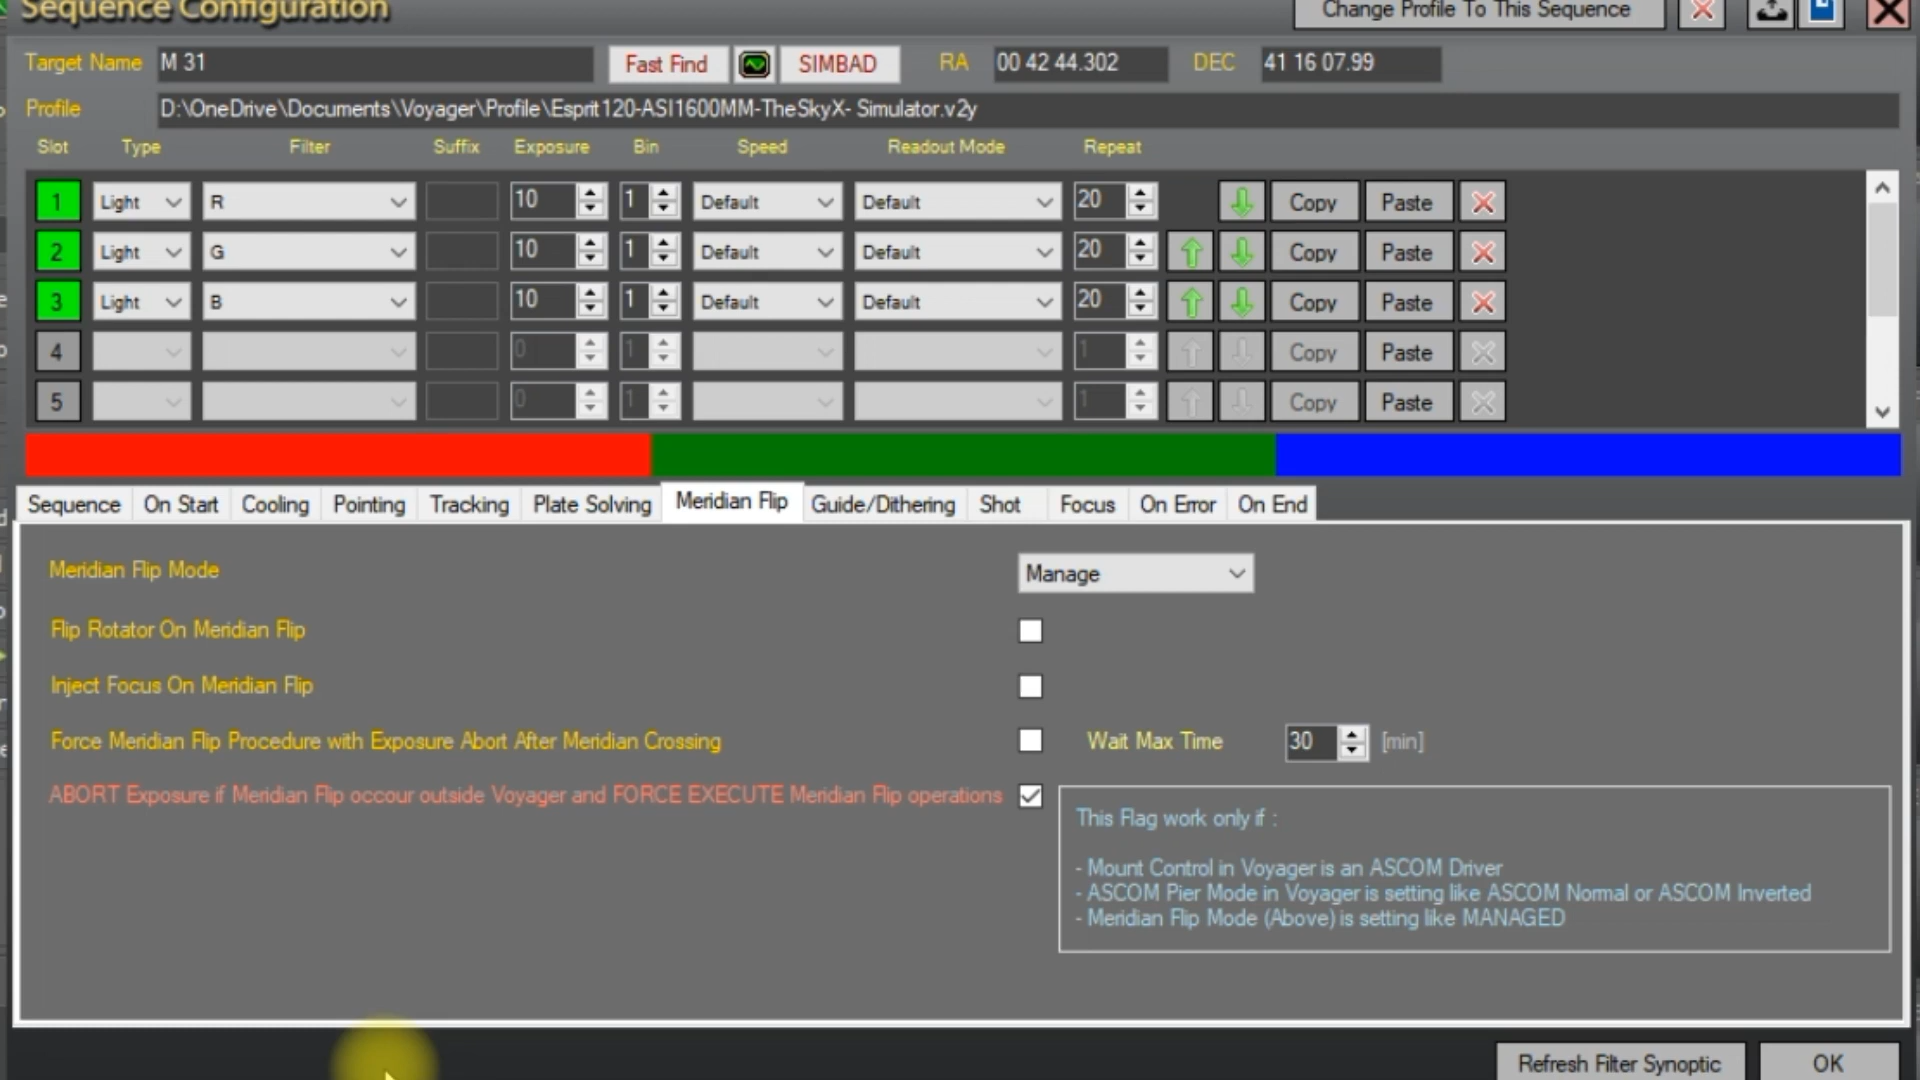 Sequence Configuration Change Profile To This Sequence
Target Name M 31 Fast Find SIMBAD RA 00 42 44.302 DEC 41 16 07.99
Profile D:\OneDrive\Documents\Voyager\Profile\Esprit120-ASI1600MM-TheSkyX- Simulator.v2y
Slot Type Filter Suffix Exposure Bin Speed Readout Mode Repeat
1 Light R 10 1 Default Default 20 Copy Paste
2 Light G 10 1 Default Default 20 Copy Paste
3 Light B 10 1 Default Default 20 Copy Paste
4 0 1 1 Copy Paste
5 0 1 1 Copy Paste
Sequence On Start Cooling Pointing Tracking Plate Solving Meridian Flip Guide/Dithering Shot Focus On Error On End
Meridian Flip Mode Manage
Flip Rotator On Meridian Flip
Inject Focus On Meridian Flip
Force Meridian Flip Procedure with Exposure Abort After Meridian Crossing Wait Max Time 30 [min]
ABORT Exposure if Meridian Flip occour outside Voyager and FORCE EXECUTE Meridian Flip operations
This Flag work only if :
- Mount Control in Voyager is an ASCOM Driver
- ASCOM Pier Mode in Voyager is setting like ASCOM Normal or ASCOM Inverted
- Meridian Flip Mode (Above) is setting like MANAGED
Refresh Filter Synoptic OK